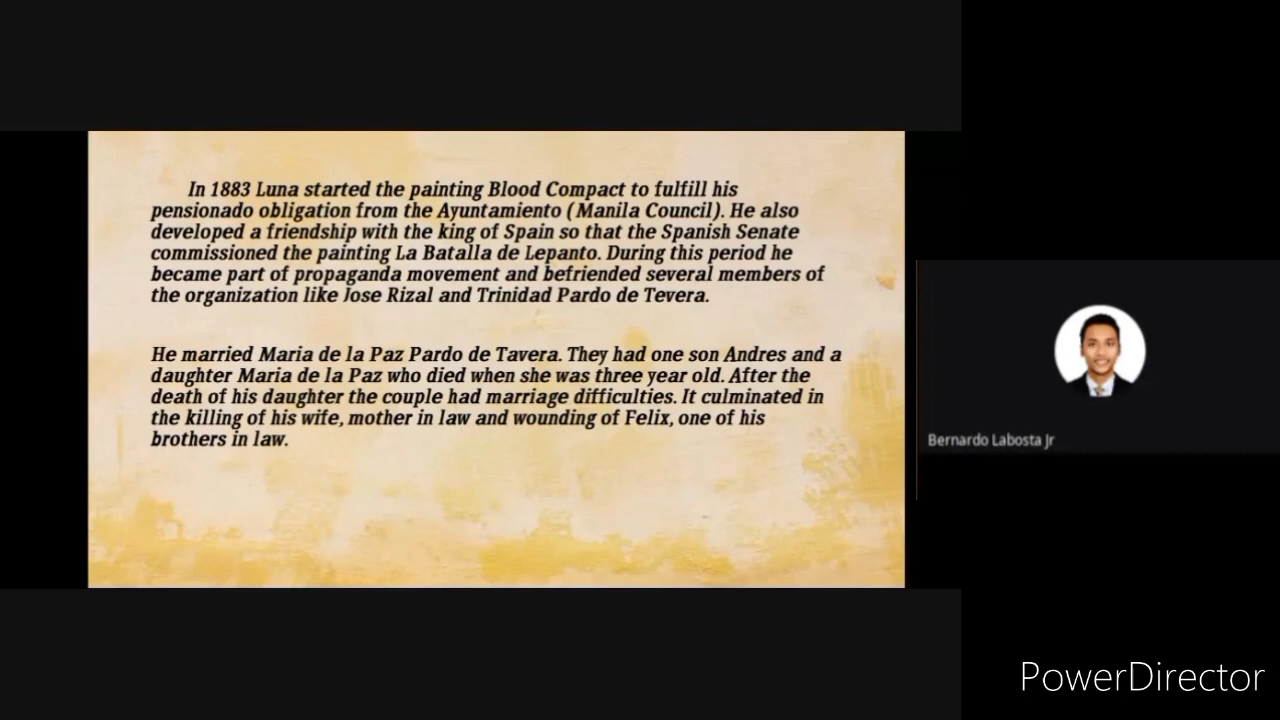 In 1883 Luna started the painting Blood Compact to fulfill his
pensionado obligation from the Ayuntamiento (Manila Council). He also
developed a friendship with the king of Spain so that the Spanish Senate
commissioned the painting La Batalla de Lepanto. During this period he
became part of propaganda movement and befriended several members of
the organization like Jose Rizal and Trinidad Pardo de Tevera.
He married Maria de la Paz Pardo de Tavera. They had one son Andres and a
daughter Maria de la Paz who died when she was three year old. After the
death of his daughter the couple had marriage difficulties. It culminated in
the killing of his wife, mother in law and wounding of Felix, one of his
brothers in law.
Bernardo Labosta Jr
PowerDirector